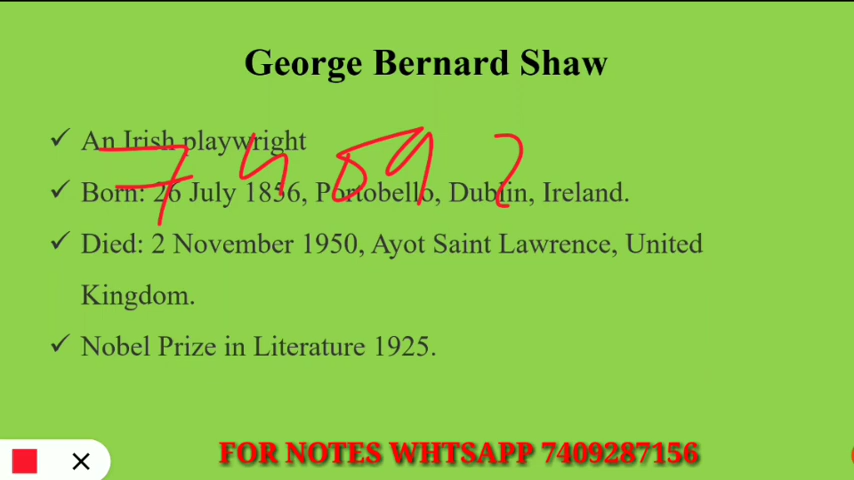 George Bernard Shaw
✓ An Irish playwright
✓ Born: 26 July 1856, Portobello, Dublin, Ireland.
✓ Died: 2 November 1950, Ayot Saint Lawrence, United
Kingdom.
✓ Nobel Prize in Literature 1925.
FOR NOTES WHTSAPP 7409287156